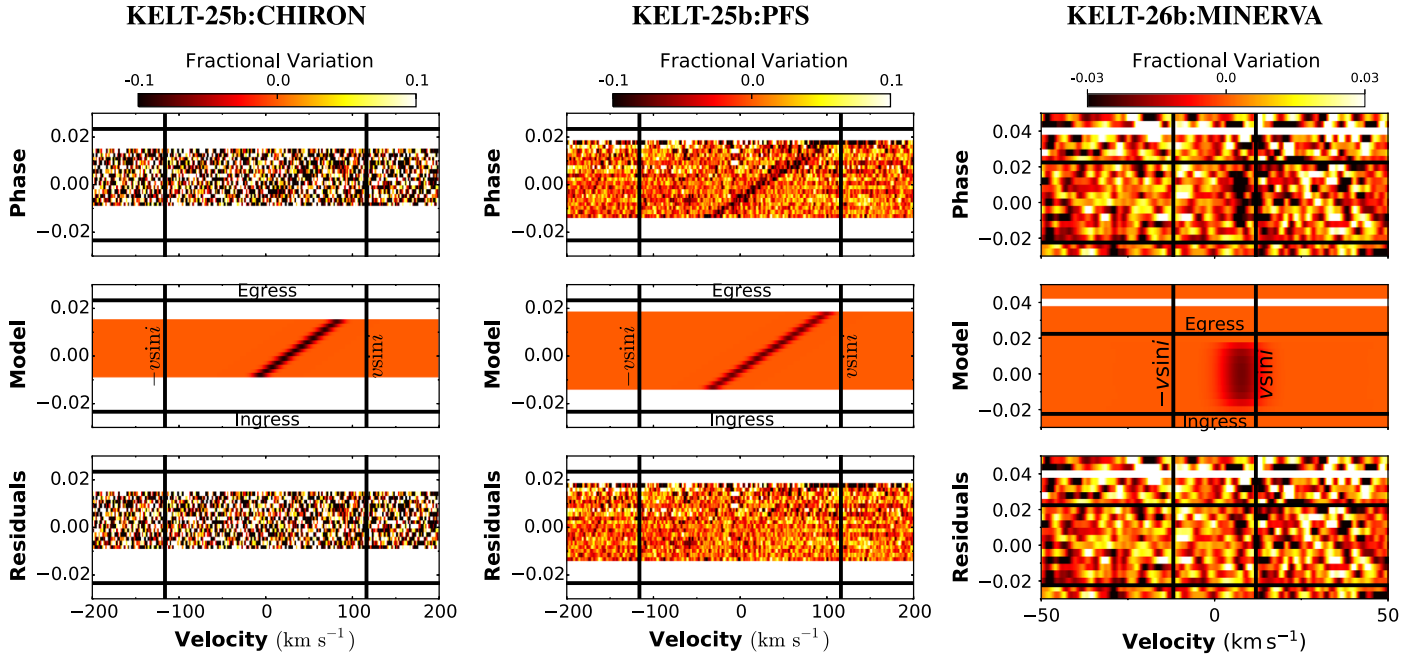 KELT-25b:CHIRON
KELT-25b:PFS
KELT-26b:MINERVA
Fractional Variation
-0.1 0.0 0.1
Fractional Variation
-0.1 0.0 0.1
Fractional Variation
-0.03 0.0 0.03
Phase
0.02
0.00
−0.02
Phase
0.02
0.00
−0.02
Phase
0.04
0.02
0.00
−0.02
Model
0.02
0.00
−0.02
Egress
−vsini
vsini
Ingress
Model
0.02
0.00
−0.02
Egress
−vsini
vsini
Ingress
Model
0.04
0.02
0.00
−0.02
Egress
−vsini
vsini
Ingress
Residuals
0.02
0.00
−0.02
−200 −100 0 100 200
Velocity (km s⁻¹)
Residuals
0.02
0.00
−0.02
−200 −100 0 100 200
Velocity (km s⁻¹)
Residuals
0.04
0.02
0.00
−0.02
−50 0 50
Velocity (km s⁻¹)